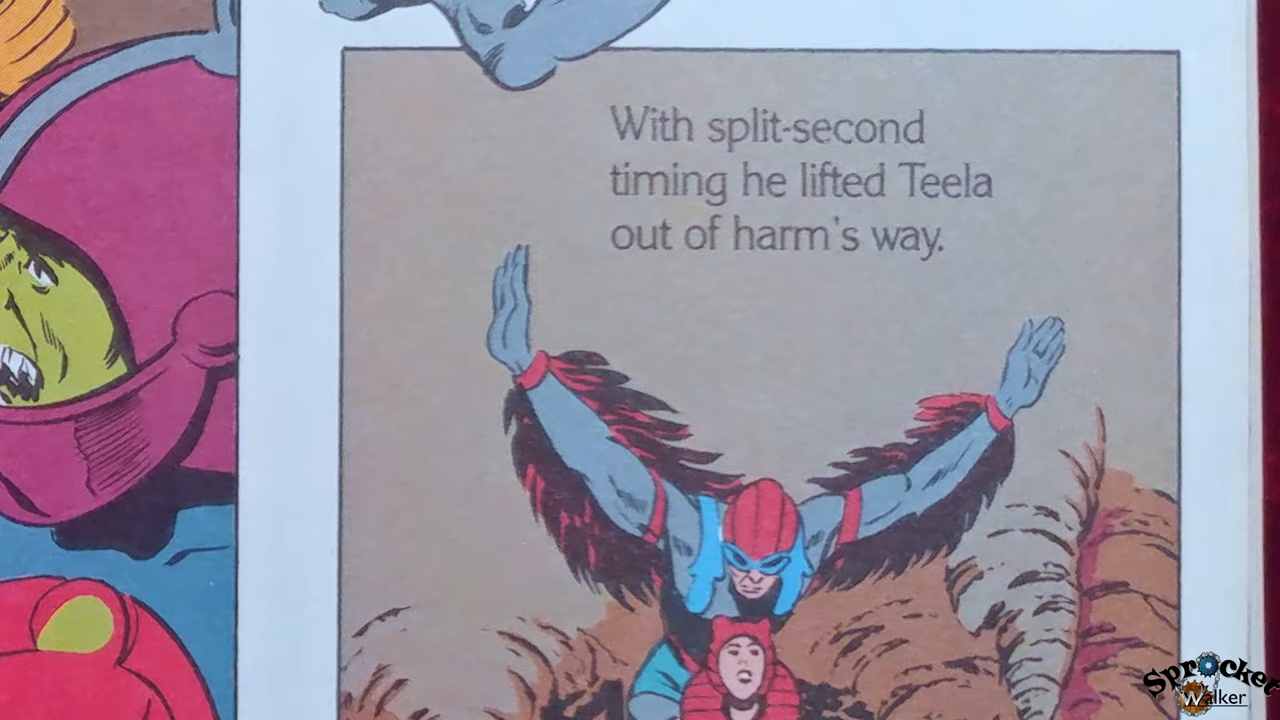 With split-second
timing he lifted Teela
out of harm's way.
Sprocket
Walker